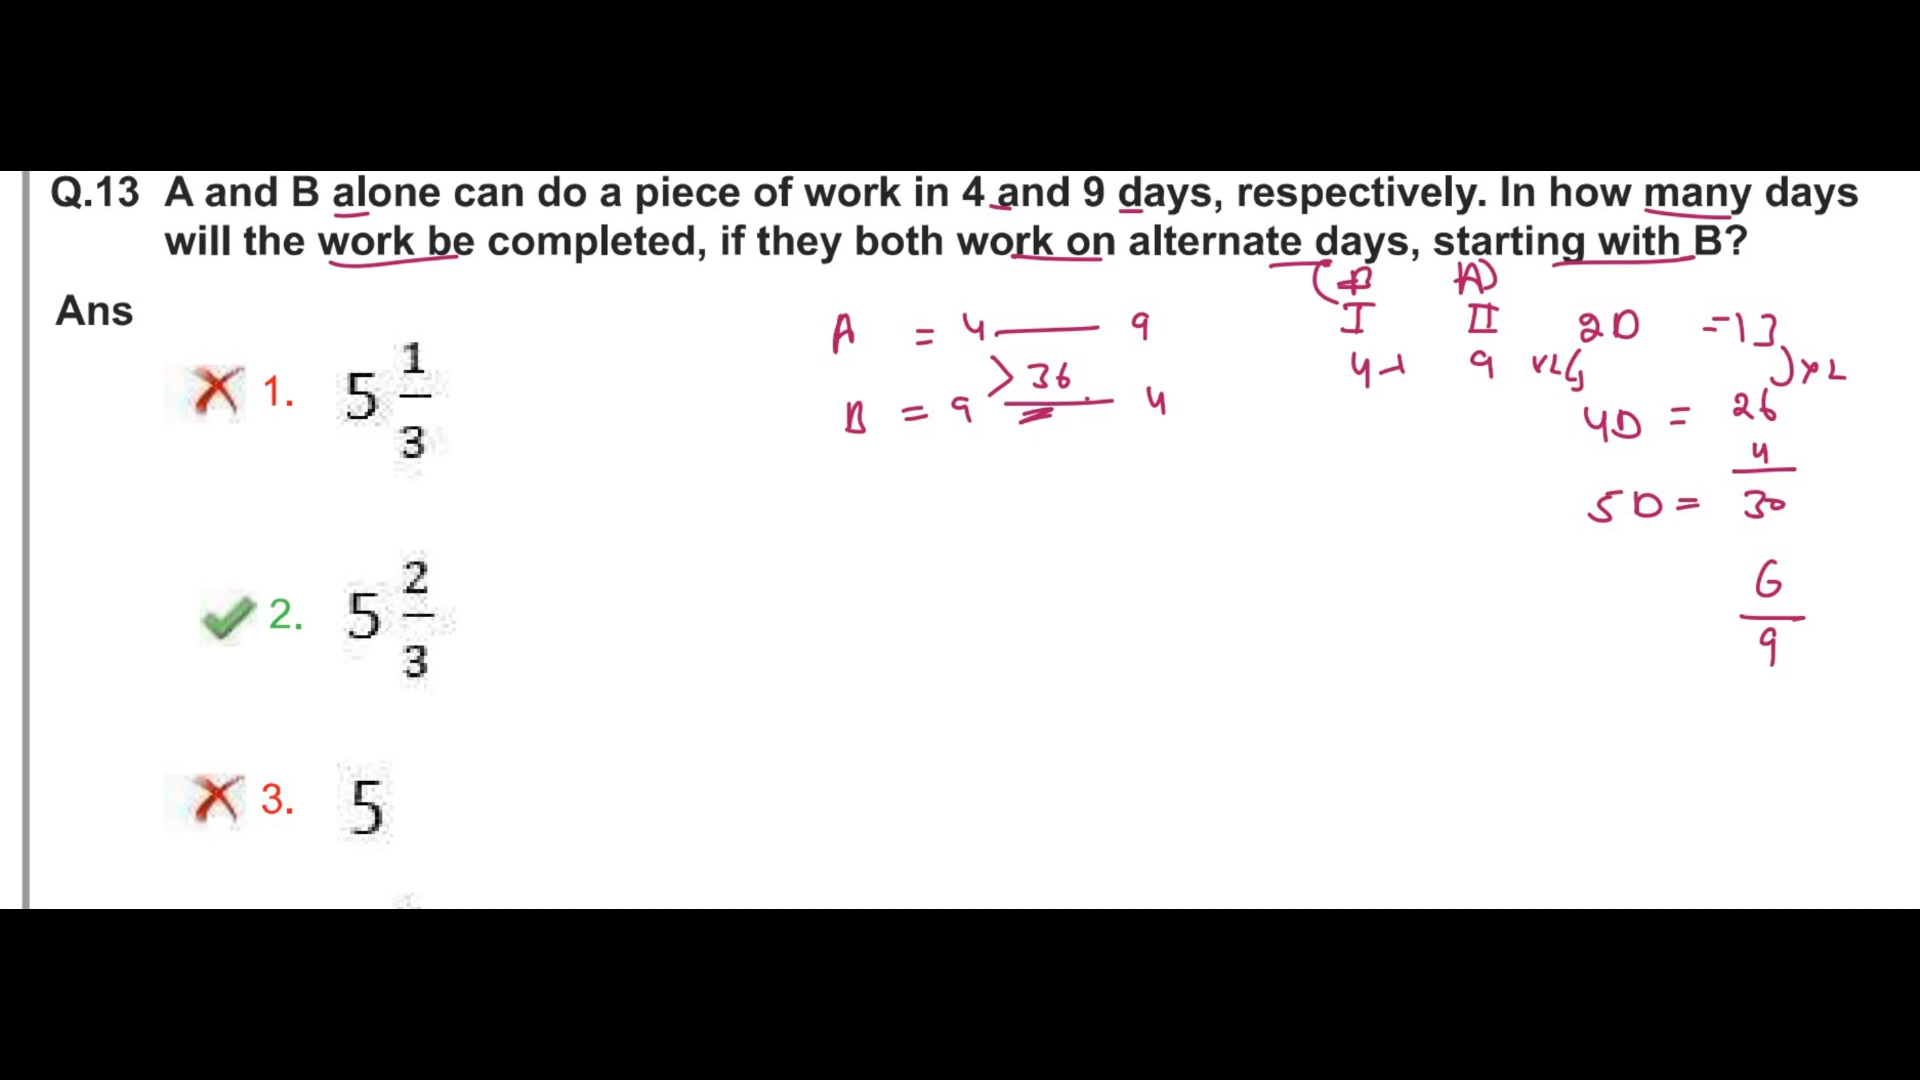 Q.13 A and B alone can do a piece of work in 4 and 9 days, respectively. In how many days
will the work be completed, if they both work on alternate days, starting with B?
Ans
1. 5 1/3
2. 5 2/3
3. 5
A = 4 9
36
B = 9 4
B A
I II 2D = 13
4 9
4D = 26
4
5D = 30
6
9